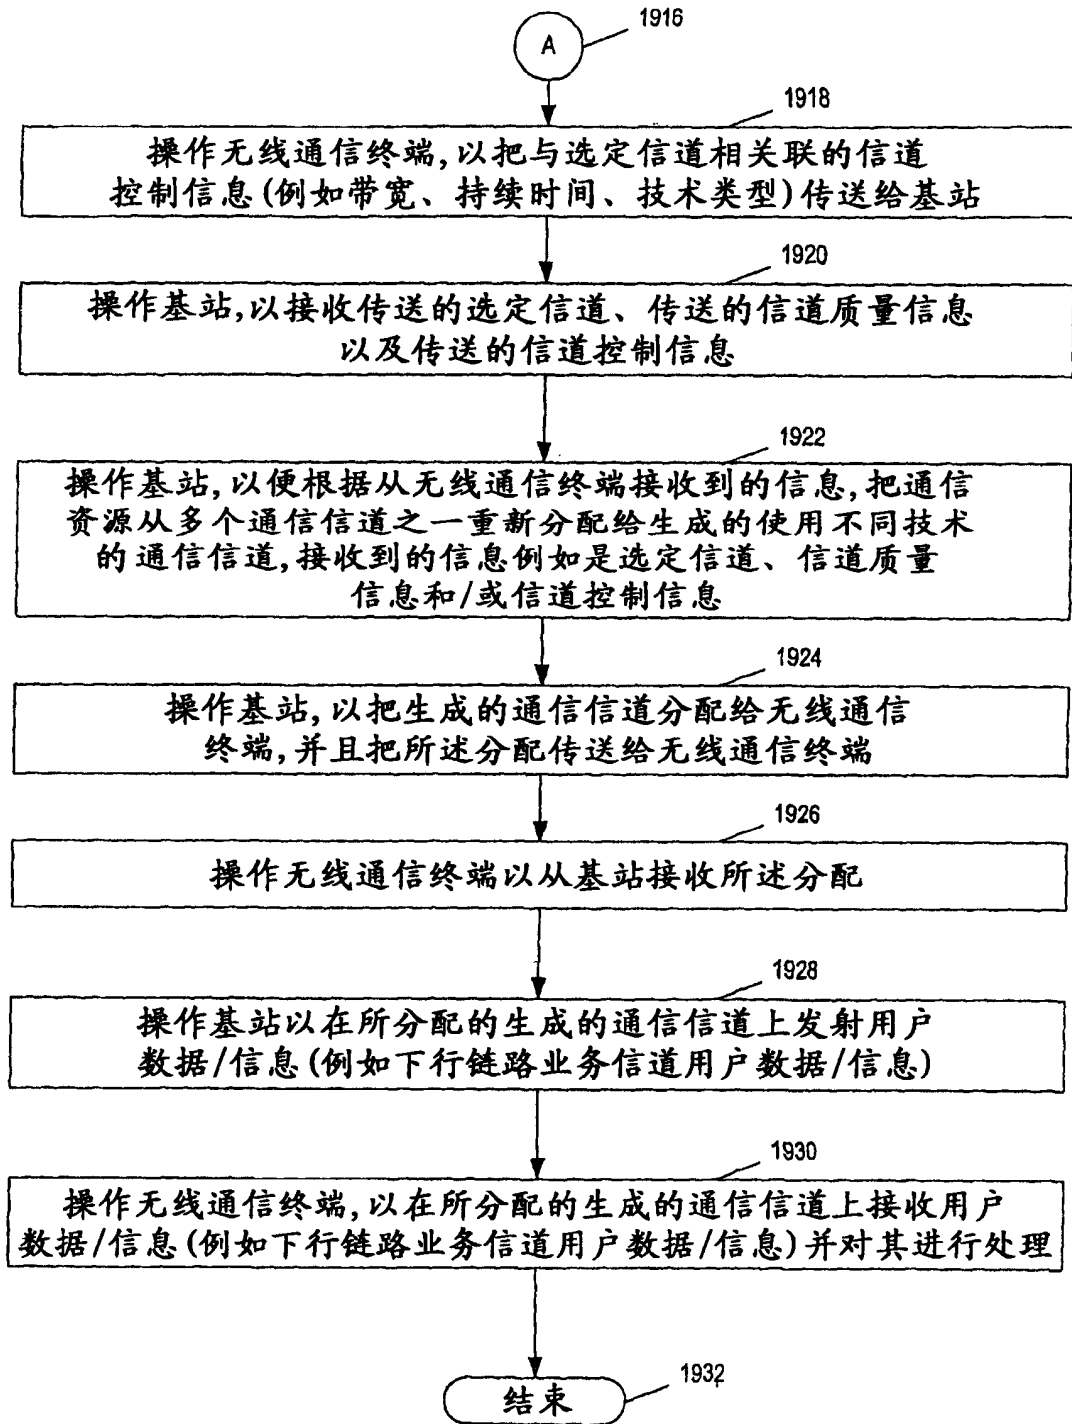 A
1916
1918
操作无线通信终端,以把与选定信道相关联的信道
控制信息(例如带宽、持续时间、技术类型)传送给基站
1920
操作基站,以接收传送的选定信道、传送的信道质量信息
以及传送的信道控制信息
1922
操作基站,以便根据从无线通信终端接收到的信息,把通信
资源从多个通信信道之一重新分配给生成的使用不同技术
的通信信道,接收到的信息例如是选定信道、信道质量
信息和/或信道控制信息
1924
操作基站,以把生成的通信信道分配给无线通信
终端,并且把所述分配传送给无线通信终端
1926
操作无线通信终端以从基站接收所述分配
1928
操作基站以在所分配的生成的通信信道上发射用户
数据/信息(例如下行链路业务信道用户数据/信息)
1930
操作无线通信终端,以在所分配的生成的通信信道上接收用户
数据/信息(例如下行链路业务信道用户数据/信息)并对其进行处理
结束
1932